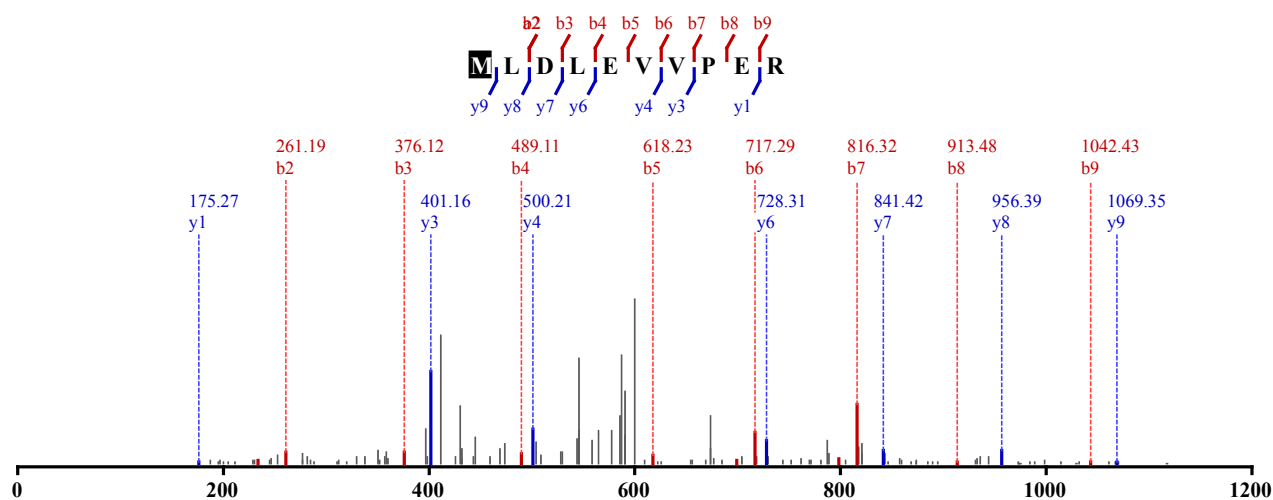 a2 b2 b3 b4 b5 b6 b7 b8 b9
M L D L E V V P E R
y9 y8 y7 y6 y4 y3 y1
261.19 376.12 489.11 618.23 717.29 816.32 913.48 1042.43
b2 b3 b4 b5 b6 b7 b8 b9
175.27 401.16 500.21 728.31 841.42 956.39 1069.35
y1 y3 y4 y6 y7 y8 y9
0 200 400 600 800 1000 1200